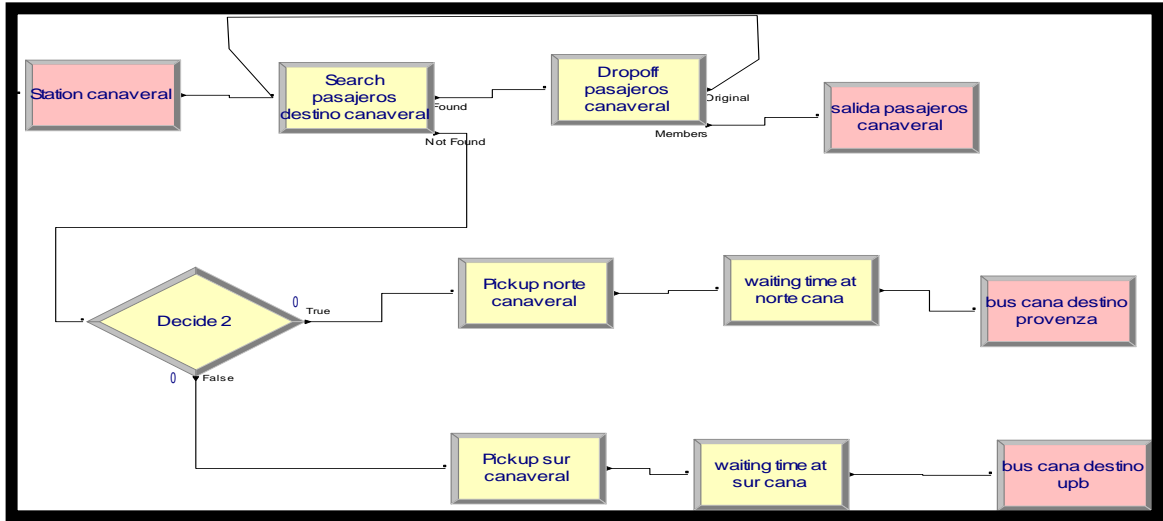 Station canaveral
Search
pasajeros
destino canaveral
Found
Not Found
Dropoff
pasajeros
canaveral
Original
Members
salida pasajeros
canaveral
Decide 2
0
True
0
False
Pickup norte
canaveral
waiting time at
norte cana
bus cana destino
provenza
Pickup sur
canaveral
waiting time at
sur cana
bus cana destino
upb